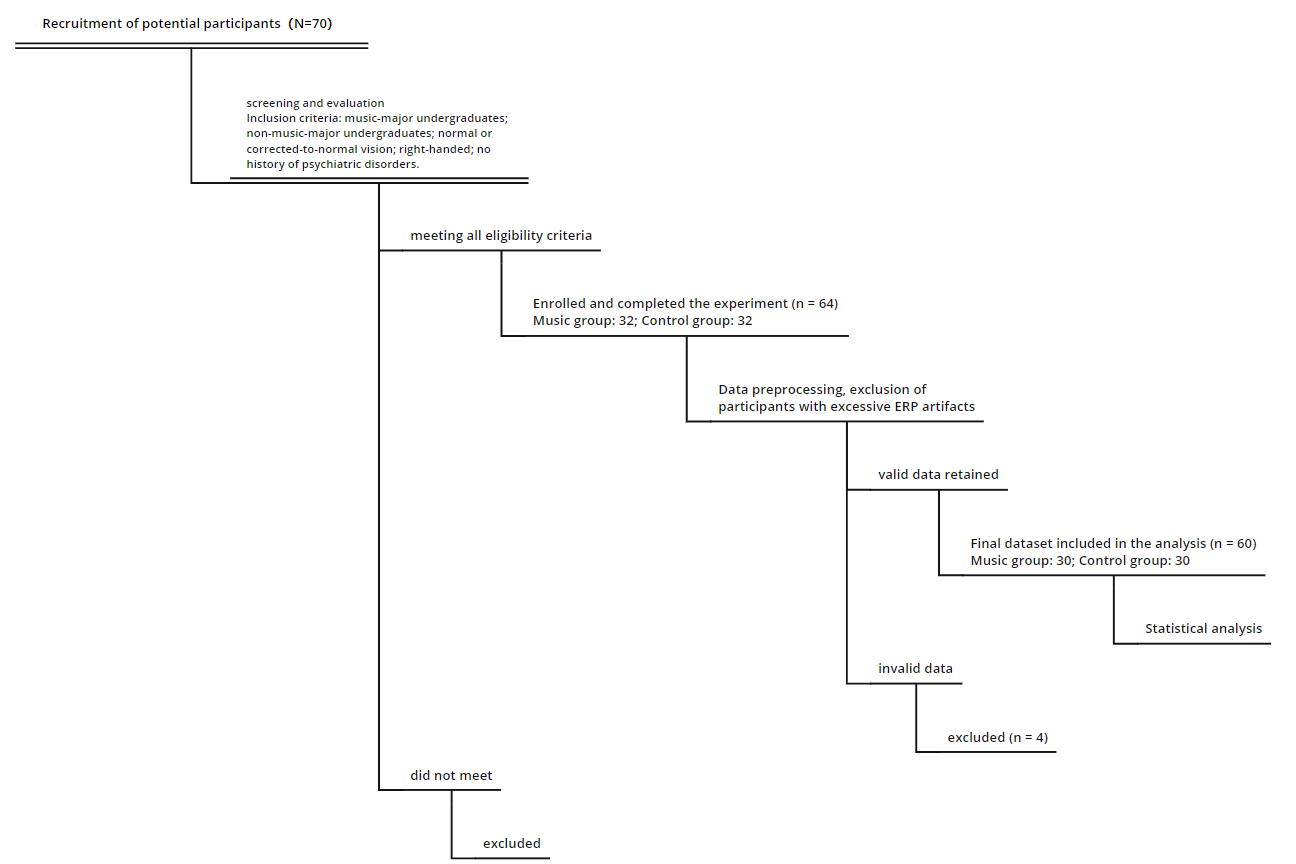 Recruitment of potential participants（N=70）
screening and evaluation
Inclusion criteria: music-major undergraduates;
non-music-major undergraduates; normal or
corrected-to-normal vision; right-handed; no
history of psychiatric disorders.
meeting all eligibility criteria
Enrolled and completed the experiment (n = 64)
Music group: 32; Control group: 32
Data preprocessing, exclusion of
participants with excessive ERP artifacts
valid data retained
Final dataset included in the analysis (n = 60)
Music group: 30; Control group: 30
Statistical analysis
invalid data
excluded (n = 4)
did not meet
excluded